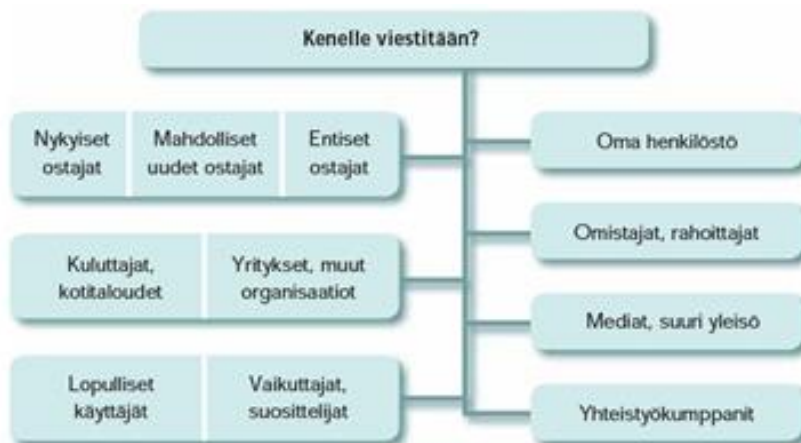 Kenelle viestitään?
Nykyiset
ostajat
Mahdolliset
uudet ostajat
Entiset
ostajat
Kuluttajat,
kotitaloudet
Yritykset, muut
organisaatiot
Lopulliset
käyttäjät
Vaikuttajat,
suosittelijat
Oma henkilöstö
Omistajat, rahoittajat
Mediat, suuri yleisö
Yhteistyökumppanit